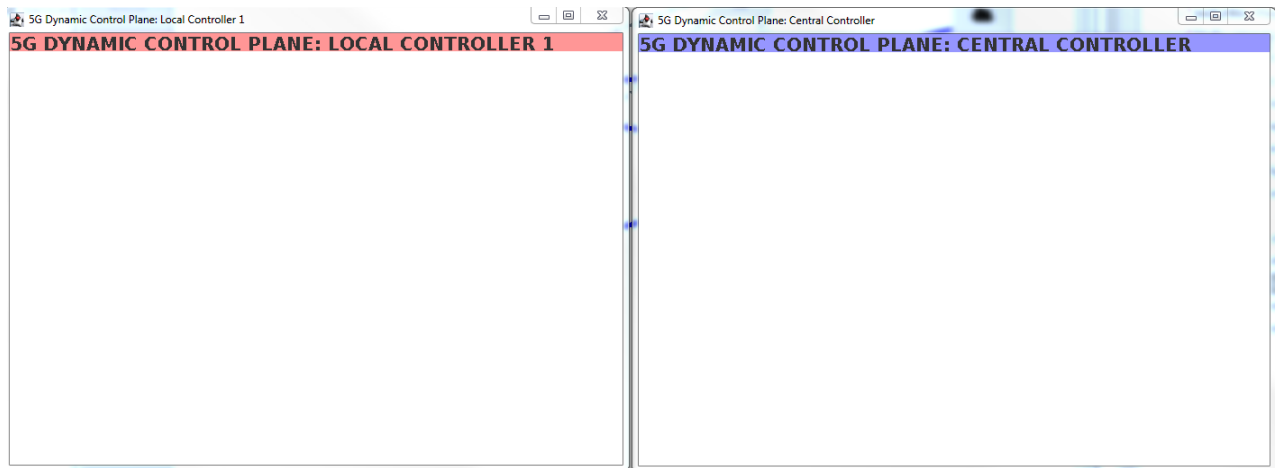 5G Dynamic Control Plane: Local Controller 1
5G DYNAMIC CONTROL PLANE: LOCAL CONTROLLER 1
5G Dynamic Control Plane: Central Controller
5G DYNAMIC CONTROL PLANE: CENTRAL CONTROLLER